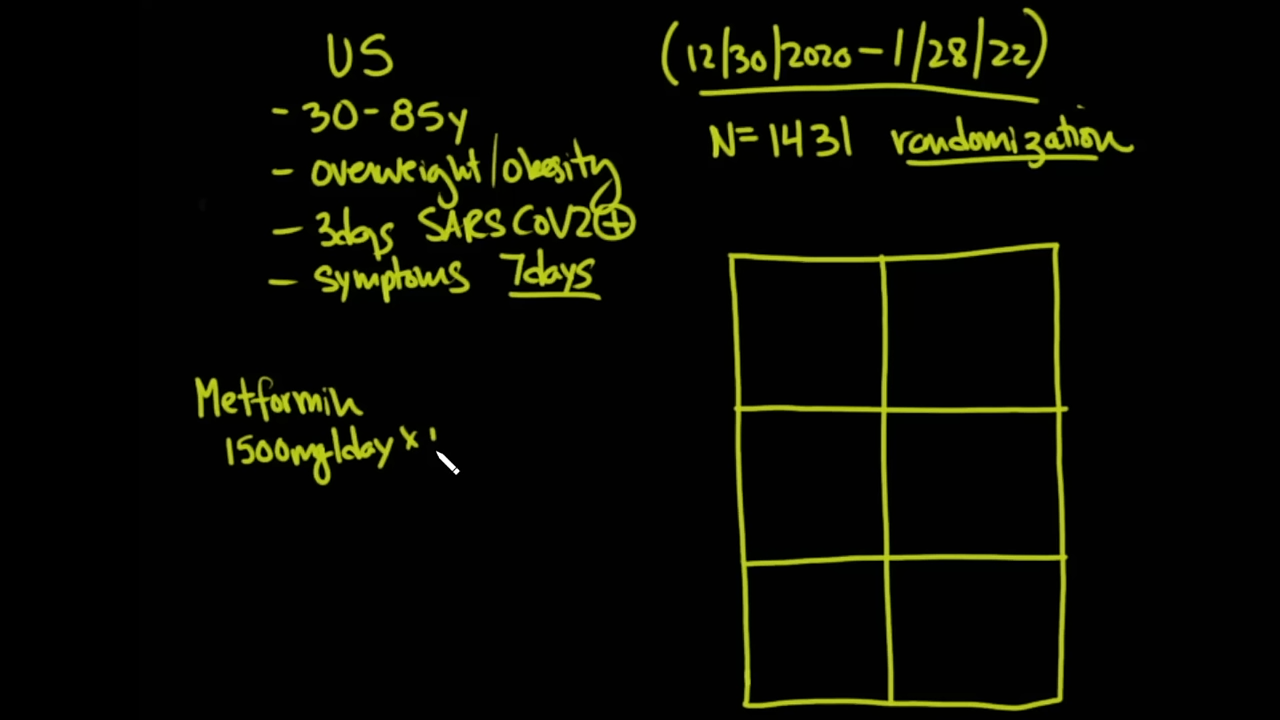 US
- 30-85y
- overweight/obesity
- 3days SARS CoV2 +
- symptoms 7days
(12/30/2020 - 1/28/22)
N=1431 randomization
Metformin
1500mg/day x